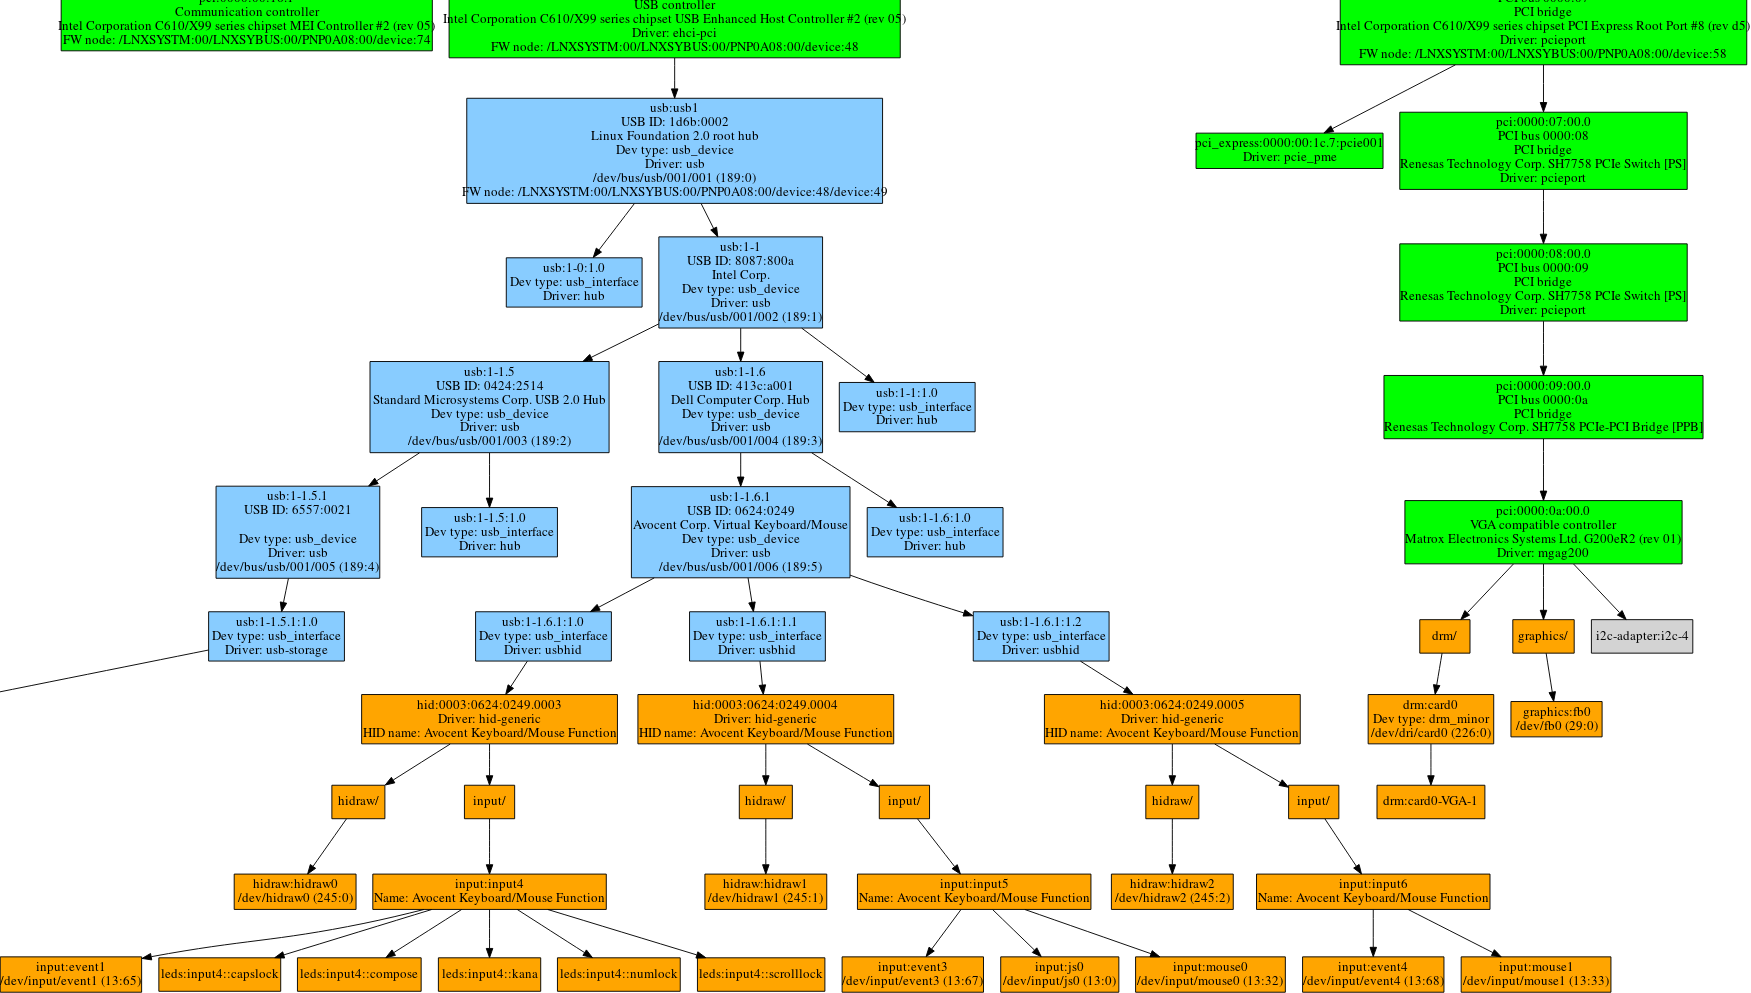 Communication controller
Intel Corporation C610/X99 series chipset MEI Controller #2 (rev 05)
FW node: /LNXSYSTM:00/LNXSYBUS:00/PNP0A08:00/device:74
USB controller
Intel Corporation C610/X99 series chipset USB Enhanced Host Controller #2 (rev 05)
Driver: ehci-pci
FW node: /LNXSYSTM:00/LNXSYBUS:00/PNP0A08:00/device:48
PCI bridge
Intel Corporation C610/X99 series chipset PCI Express Root Port #8 (rev d5)
Driver: pcieport
FW node: /LNXSYSTM:00/LNXSYBUS:00/PNP0A08:00/device:58
usb:usb1
USB ID: 1d6b:0002
Linux Foundation 2.0 root hub
Dev type: usb_device
Driver: usb
/dev/bus/usb/001/001 (189:0)
FW node: /LNXSYSTM:00/LNXSYBUS:00/PNP0A08:00/device:48/device:49
pci_express:0000:00:1c.7:pcie001
Driver: pcie_pme
pci:0000:07:00.0
PCI bus 0000:08
PCI bridge
Renesas Technology Corp. SH7758 PCIe Switch [PS]
Driver: pcieport
usb:1-0:1.0
Dev type: usb_interface
Driver: hub
usb:1-1
USB ID: 8087:800a
Intel Corp.
Dev type: usb_device
Driver: usb
/dev/bus/usb/001/002 (189:1)
pci:0000:08:00.0
PCI bus 0000:09
PCI bridge
Renesas Technology Corp. SH7758 PCIe Switch [PS]
Driver: pcieport
usb:1-1.5
USB ID: 0424:2514
Standard Microsystems Corp. USB 2.0 Hub
Dev type: usb_device
Driver: usb
/dev/bus/usb/001/003 (189:2)
usb:1-1.6
USB ID: 413c:a001
Dell Computer Corp. Hub
Dev type: usb_device
Driver: usb
/dev/bus/usb/001/004 (189:3)
usb:1-1:1.0
Dev type: usb_interface
Driver: hub
pci:0000:09:00.0
PCI bus 0000:0a
PCI bridge
Renesas Technology Corp. SH7758 PCIe-PCI Bridge [PPB]
usb:1-1.5.1
USB ID: 6557:0021
Dev type: usb_device
Driver: usb
/dev/bus/usb/001/005 (189:4)
usb:1-1.5:1.0
Dev type: usb_interface
Driver: hub
usb:1-1.6.1
USB ID: 0624:0249
Avocent Corp. Virtual Keyboard/Mouse
Dev type: usb_device
Driver: usb
/dev/bus/usb/001/006 (189:5)
usb:1-1.6:1.0
Dev type: usb_interface
Driver: hub
pci:0000:0a:00.0
VGA compatible controller
Matrox Electronics Systems Ltd. G200eR2 (rev 01)
Driver: mgag200
usb:1-1.5.1:1.0
Dev type: usb_interface
Driver: usb-storage
usb:1-1.6.1:1.0
Dev type: usb_interface
Driver: usbhid
usb:1-1.6.1:1.1
Dev type: usb_interface
Driver: usbhid
usb:1-1.6.1:1.2
Dev type: usb_interface
Driver: usbhid
drm/
graphics/
i2c-adapter:i2c-4
hid:0003:0624:0249.0003
Driver: hid-generic
HID name: Avocent Keyboard/Mouse Function
hid:0003:0624:0249.0004
Driver: hid-generic
HID name: Avocent Keyboard/Mouse Function
hid:0003:0624:0249.0005
Driver: hid-generic
HID name: Avocent Keyboard/Mouse Function
drm:card0
Dev type: drm_minor
/dev/dri/card0 (226:0)
graphics:fb0
/dev/fb0 (29:0)
hidraw/
input/
hidraw/
input/
hidraw/
input/
drm:card0-VGA-1
hidraw:hidraw0
/dev/hidraw0 (245:0)
input:input4
Name: Avocent Keyboard/Mouse Function
hidraw:hidraw1
/dev/hidraw1 (245:1)
input:input5
Name: Avocent Keyboard/Mouse Function
hidraw:hidraw2
/dev/hidraw2 (245:2)
input:input6
Name: Avocent Keyboard/Mouse Function
input:event1
/dev/input/event1 (13:65)
leds:input4::capslock
leds:input4::compose
leds:input4::kana
leds:input4::numlock
leds:input4::scrolllock
input:event3
/dev/input/event3 (13:67)
input:js0
/dev/input/js0 (13:0)
input:mouse0
/dev/input/mouse0 (13:32)
input:event4
/dev/input/event4 (13:68)
input:mouse1
/dev/input/mouse1 (13:33)